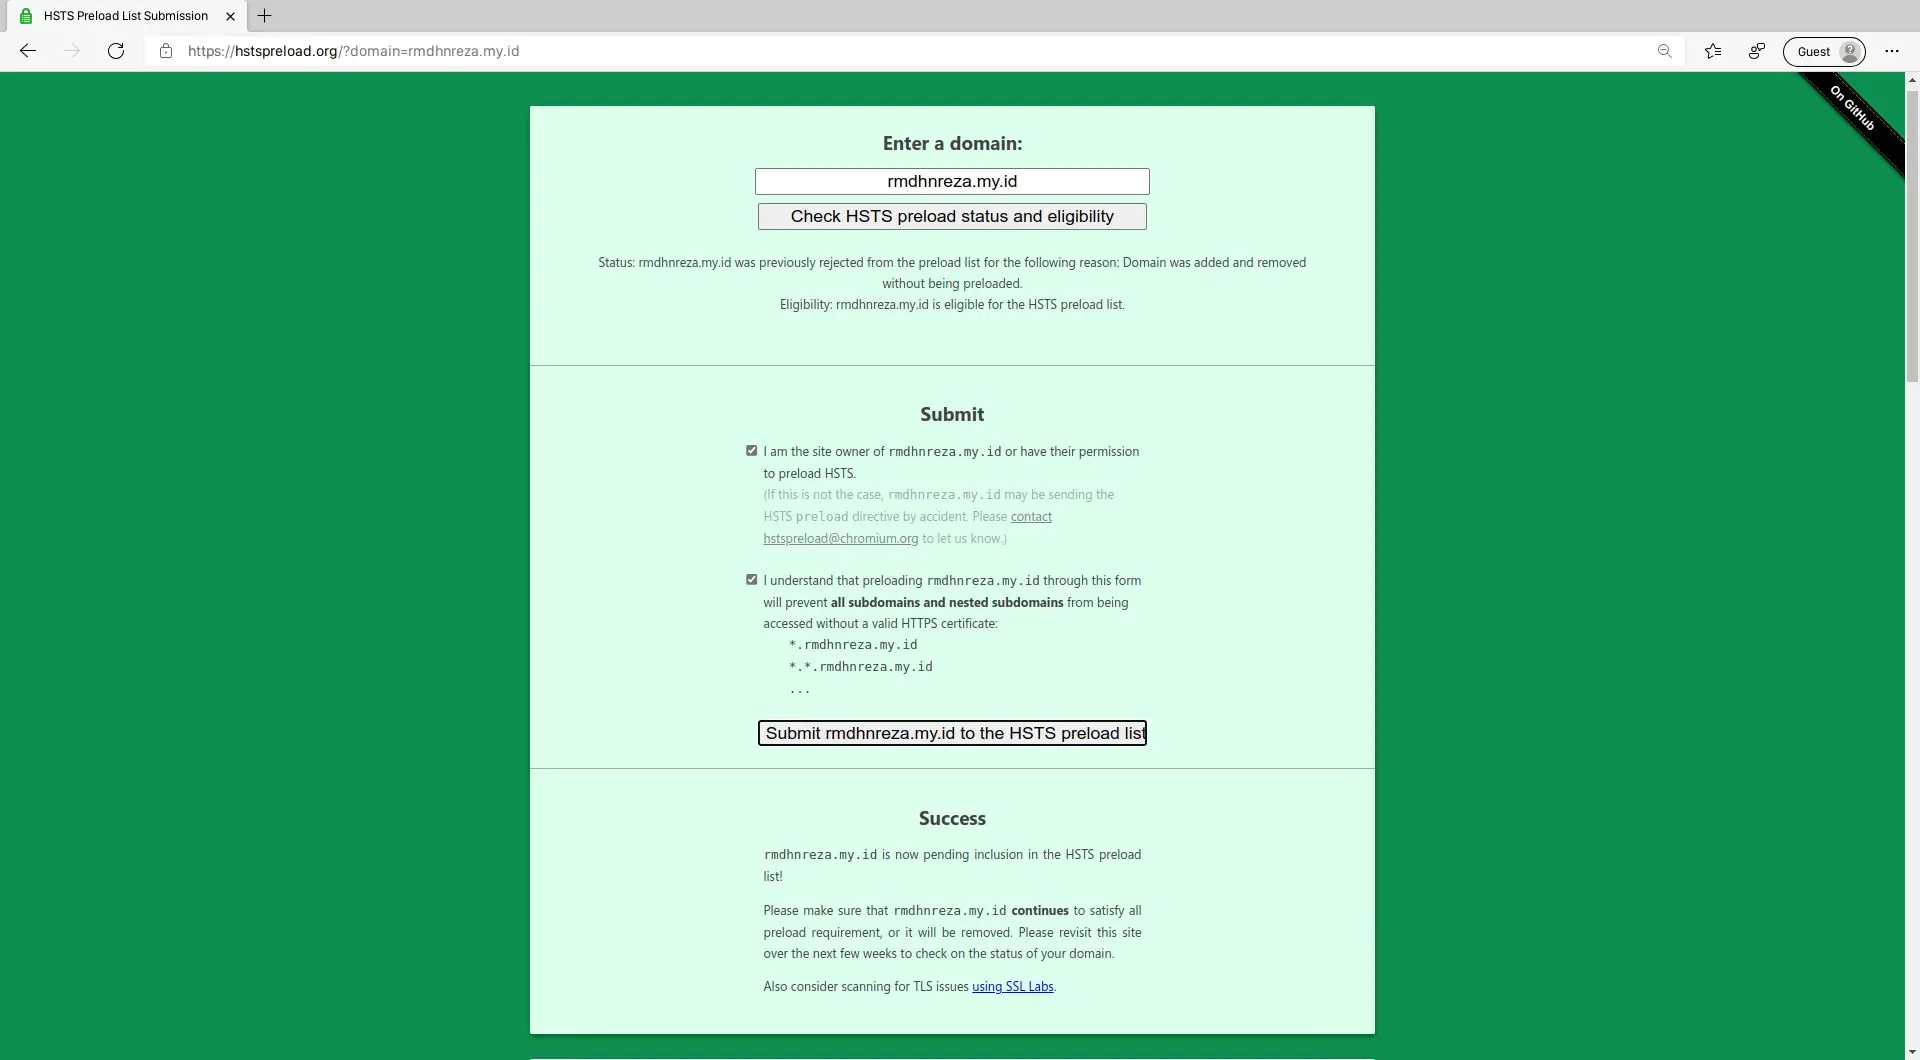 HSTS Preload List Submission
https://hstspreload.org/?domain=rmdhnreza.my.id
Guest
On GitHub
Enter a domain:
rmdhnreza.my.id
Check HSTS preload status and eligibility
Status: rmdhnreza.my.id was previously rejected from the preload list for the following reason: Domain was added and removed
without being preloaded.
Eligibility: rmdhnreza.my.id is eligible for the HSTS preload list.
Submit
I am the site owner of rmdhnreza.my.id or have their permission
to preload HSTS.
(If this is not the case, rmdhnreza.my.id may be sending the
HSTS preload directive by accident. Please contact
hstspreload@chromium.org to let us know.)
I understand that preloading rmdhnreza.my.id through this form
will prevent all subdomains and nested subdomains from being
accessed without a valid HTTPS certificate:
*.rmdhnreza.my.id
*.*.rmdhnreza.my.id
...
Submit rmdhnreza.my.id to the HSTS preload list
Success
rmdhnreza.my.id is now pending inclusion in the HSTS preload
list!
Please make sure that rmdhnreza.my.id continues to satisfy all
preload requirement, or it will be removed. Please revisit this site
over the next few weeks to check on the status of your domain.
Also consider scanning for TLS issues using SSL Labs.